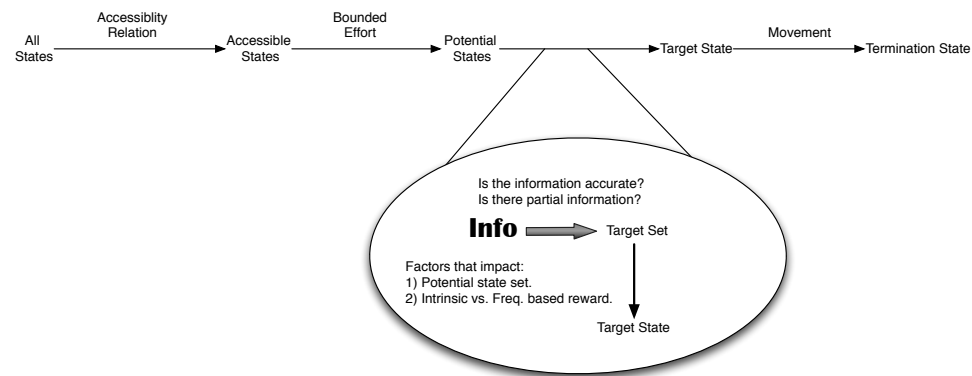 Accessiblity
Relation
Bounded
Effort
Movement
All
States
Accessible
States
Potential
States
Target State
Termination State
Is the information accurate?
Is there partial information?
Info
Target Set
Factors that impact:
1) Potential state set.
2) Intrinsic vs. Freq. based reward.
Target State